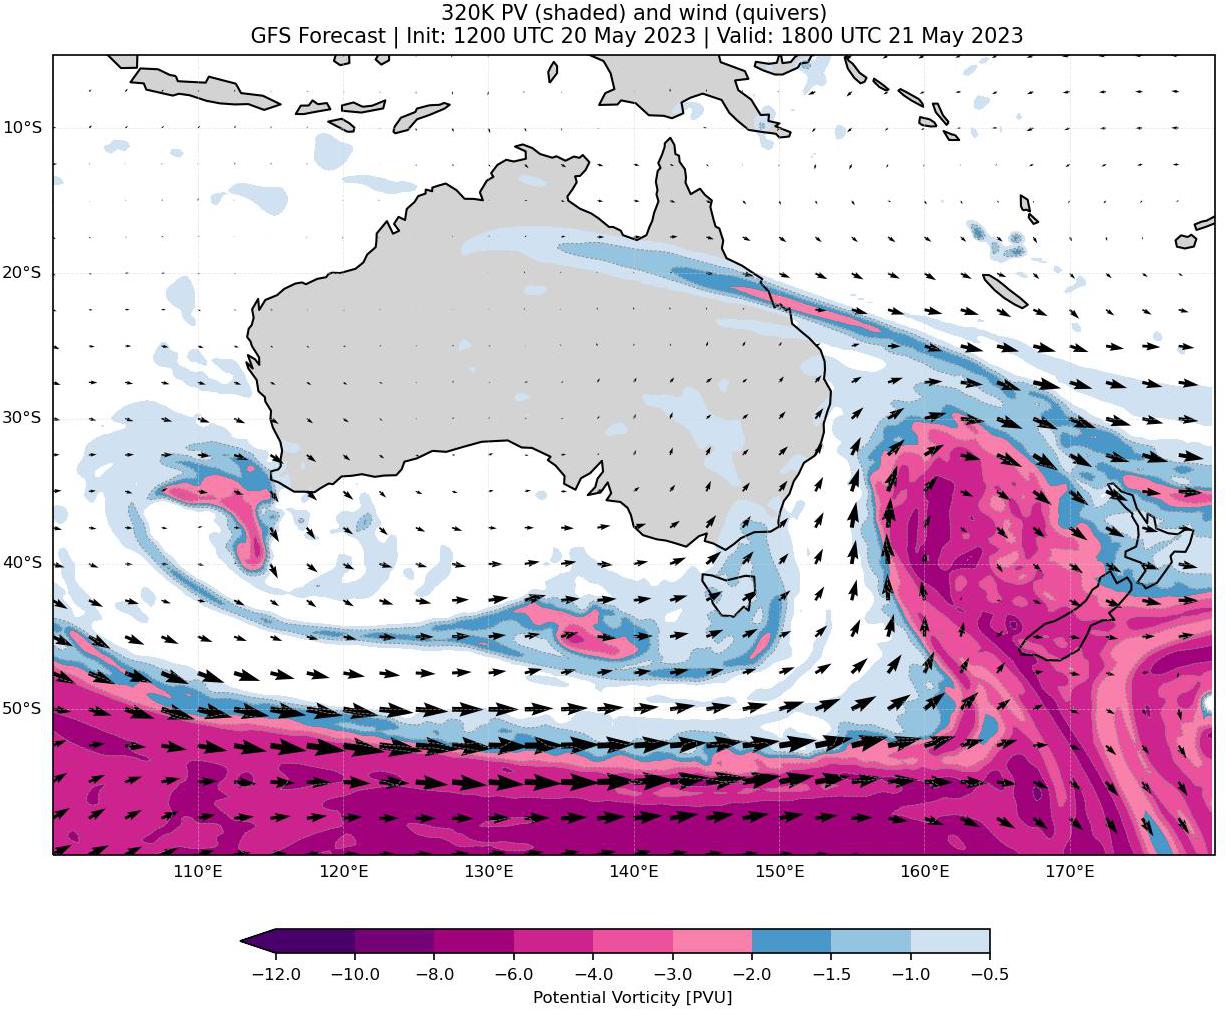 320K PV (shaded) and wind (quivers)
GFS Forecast | Init: 1200 UTC 20 May 2023 | Valid: 1800 UTC 21 May 2023
10°S
20°S
30°S
40°S
50°S
110°E 120°E 130°E 140°E 150°E 160°E 170°E
−12.0 −10.0 −8.0 −6.0 −4.0 −3.0 −2.0 −1.5 −1.0 −0.5
Potential Vorticity [PVU]